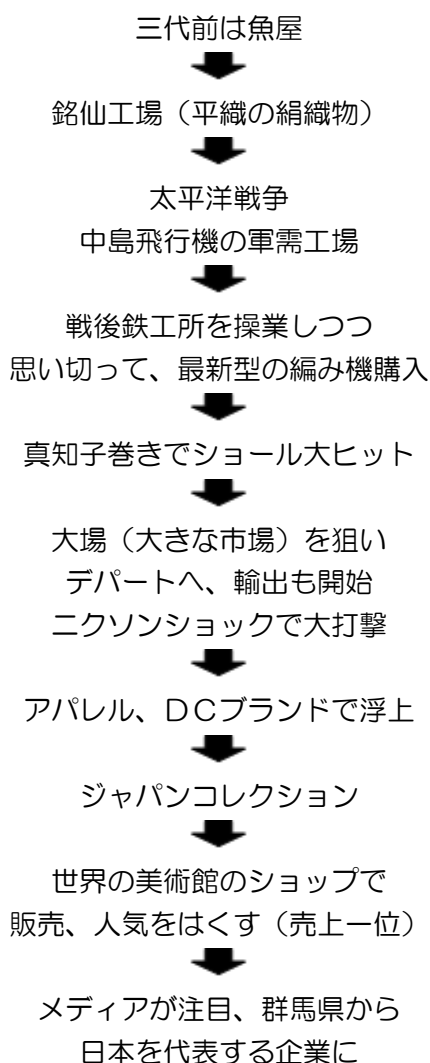 三代前は魚屋
銘仙工場（平織の絹織物）
太平洋戦争
中島飛行機の軍需工場
戦後鉄工所を操業しつつ
思い切って、最新型の編み機購入
真知子巻きでショール大ヒット
大場（大きな市場）を狙い
デパートへ、輸出も開始
ニクソンショックで大打撃
アパレル、ＤＣブランドで浮上
ジャパンコレクション
世界の美術館のショップで
販売、人気をはくす（売上一位）
メディアが注目、群馬県から
日本を代表する企業に